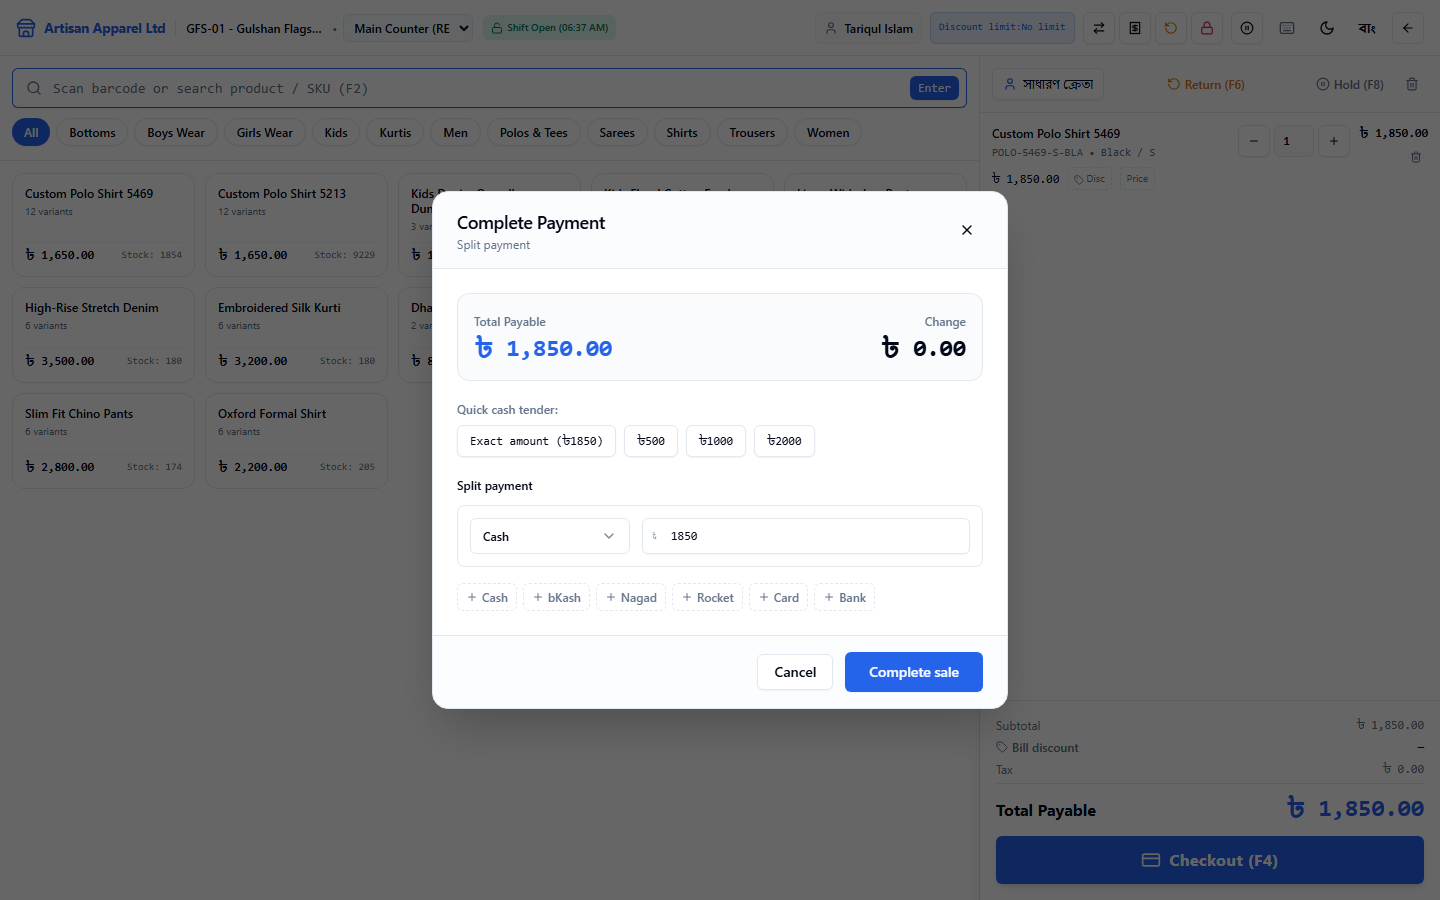 Artisan Apparel Ltd
GFS-01 - Gulshan Flags... •
Main Counter (RE
Shift Open (06:37 AM)
Tariqul Islam
Discount limit:No limit
বাং
Scan barcode or search product / SKU (F2)
Enter
All
Bottoms
Boys Wear
Girls Wear
Kids
Kurtis
Men
Polos & Tees
Sarees
Shirts
Trousers
Women
Custom Polo Shirt 5469
12 variants
৳ 1,650.00
Stock: 1854
Custom Polo Shirt 5213
12 variants
৳ 1,650.00
Stock: 9229
High-Rise Stretch Denim
6 variants
৳ 3,500.00
Stock: 180
Embroidered Silk Kurti
6 variants
৳ 3,200.00
Stock: 180
Slim Fit Chino Pants
6 variants
৳ 2,800.00
Stock: 174
Oxford Formal Shirt
6 variants
৳ 2,200.00
Stock: 205
Complete Payment
Split payment
Total Payable
৳ 1,850.00
Change
৳ 0.00
Quick cash tender:
Exact amount (৳1850)
৳500
৳1000
৳2000
Split payment
Cash
৳ 1850
+ Cash
+ bKash
+ Nagad
+ Rocket
+ Card
+ Bank
Cancel
Complete sale
সাধারণ ক্রেতা
Return (F6)
Hold (F8)
Custom Polo Shirt 5469
POLO-5469-S-BLA • Black / S
− 1 +
৳ 1,850.00
৳ 1,850.00
Disc
Price
Subtotal
৳ 1,850.00
Bill discount
—
Tax
৳ 0.00
Total Payable
৳ 1,850.00
Checkout (F4)